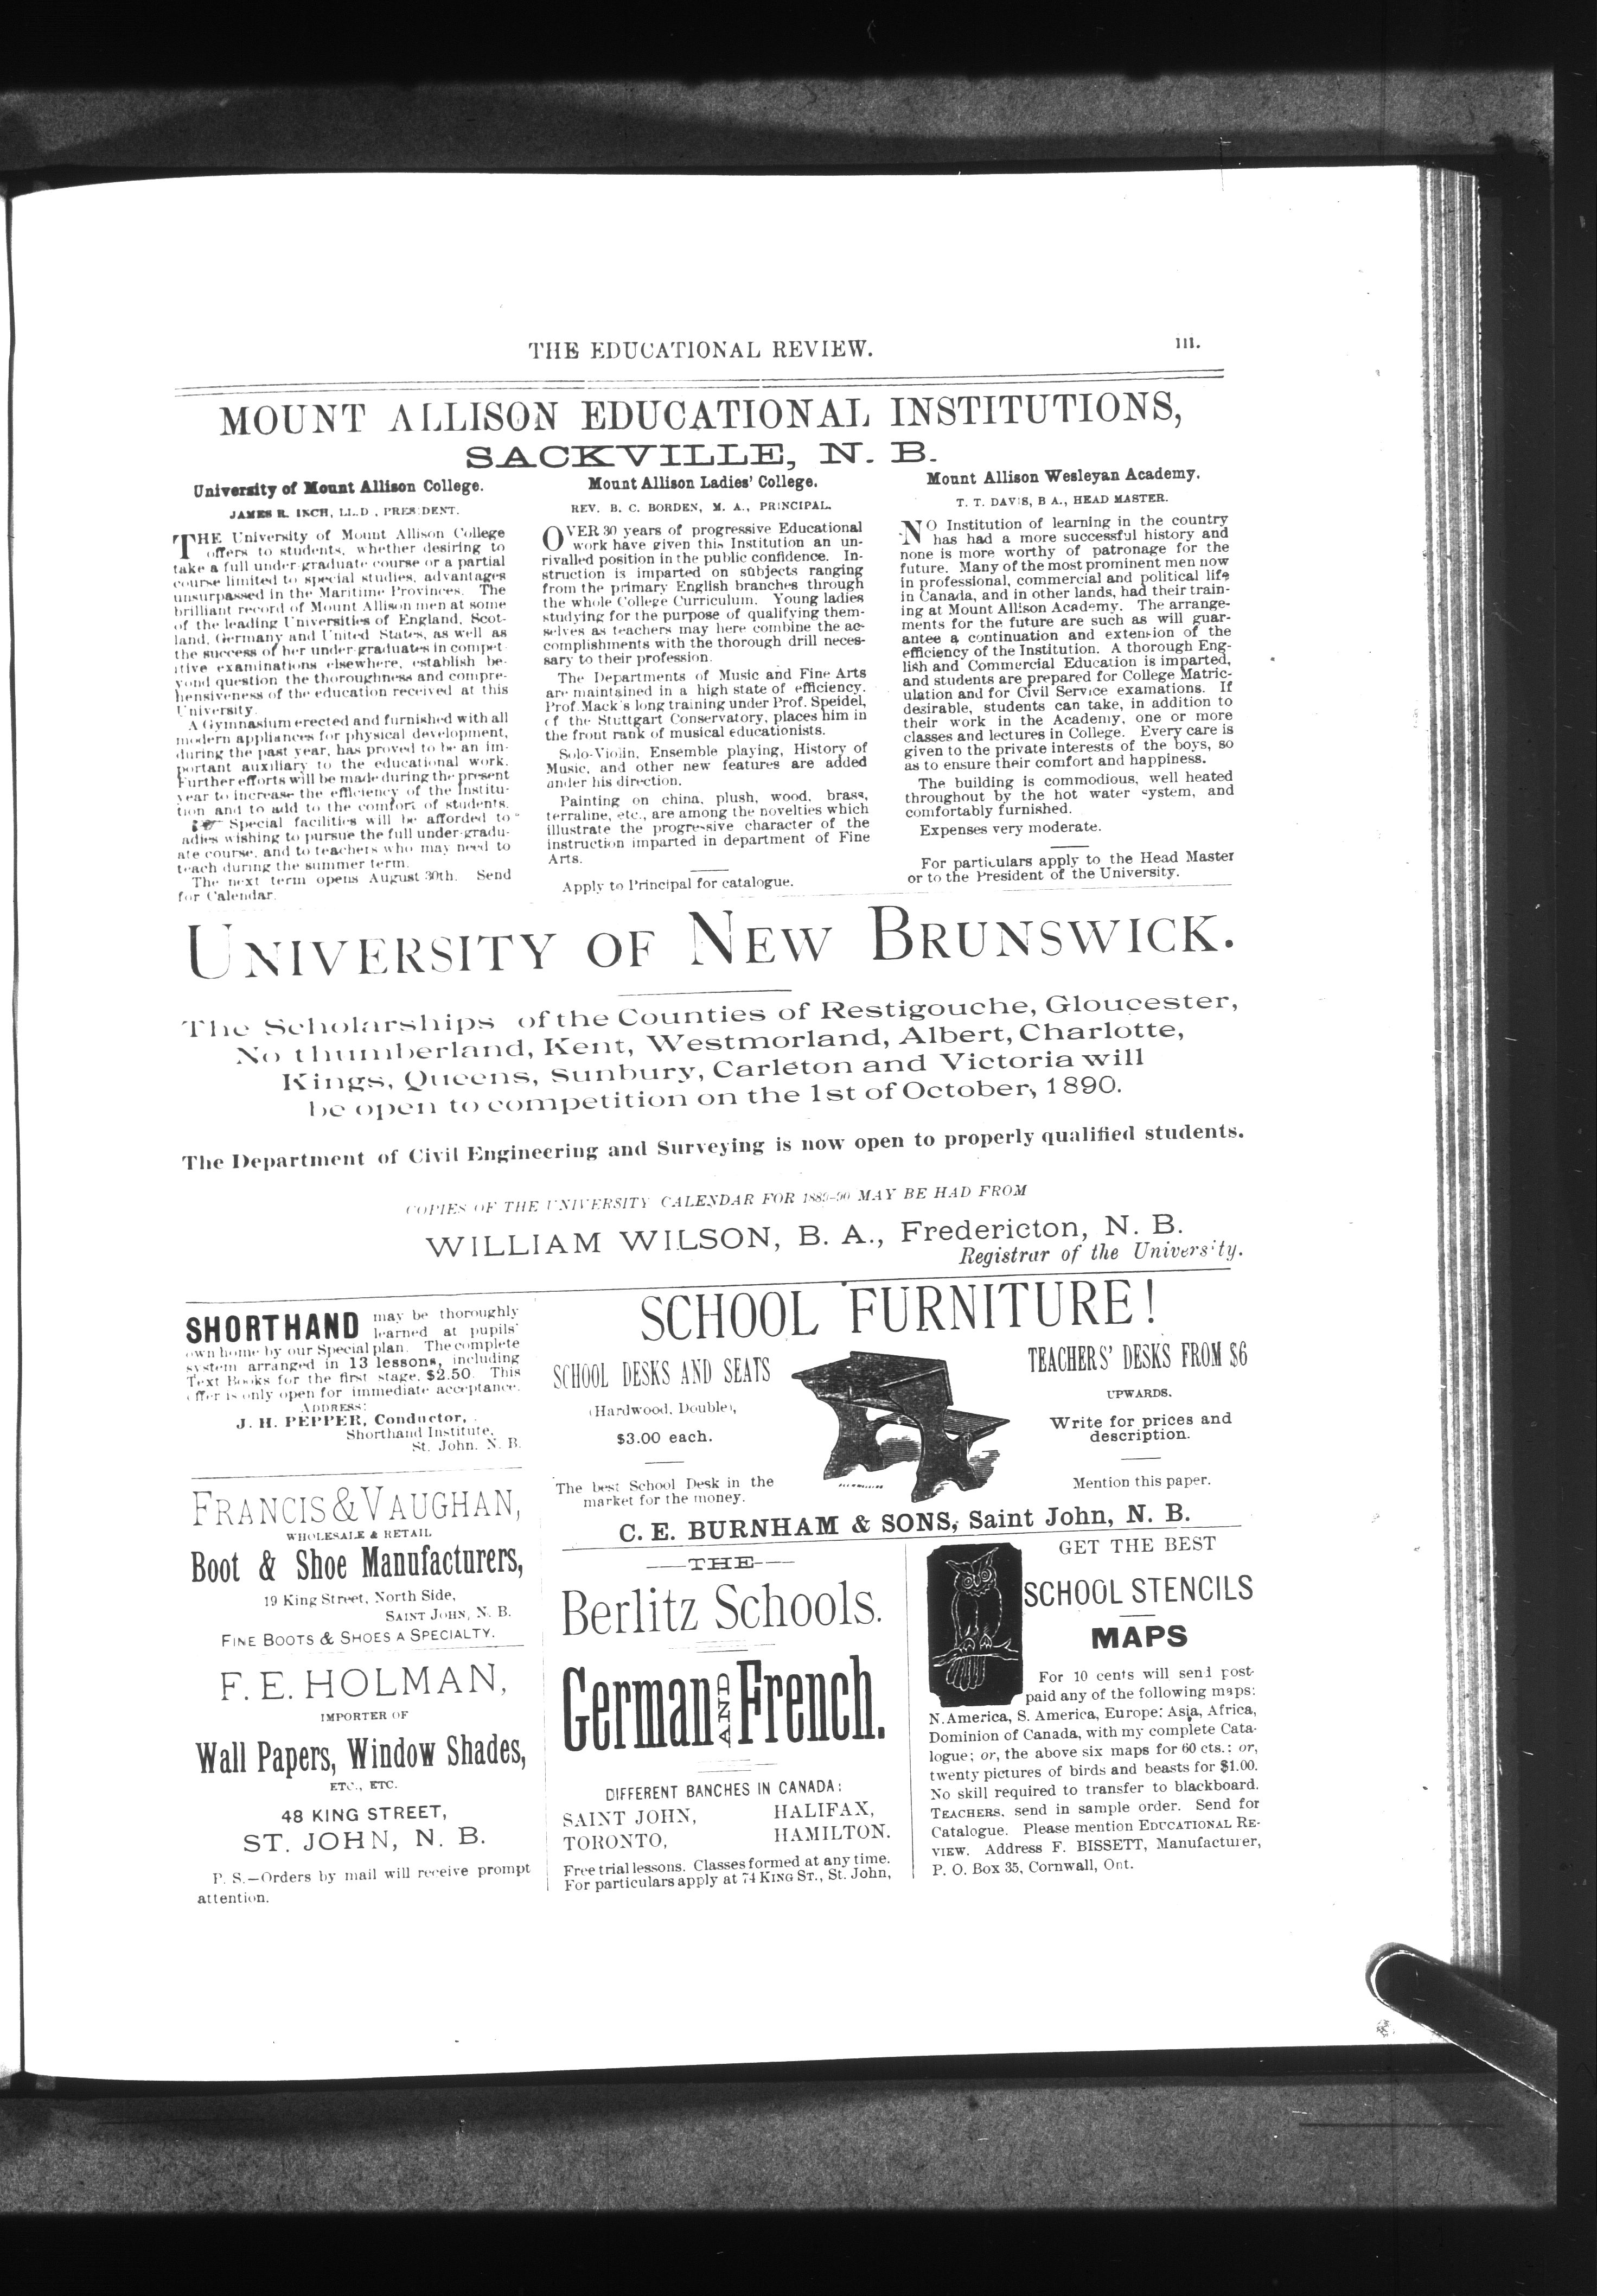 THE EDUCATIONAL REVIEW.
III.
MOUNT ALLISON EDUCATIONAL INSTITUTIONS,
SACKVILLE, N. B.
University of Mount Allison College.
JAMES R. INCH, LL.D , PRESIDENT.
THE University of Mount Allison College
offers to students, whether desiring to
take a full under-graduate course or a partial
course limited to special studies, advantages
unsurpassed in the Maritime Provinces. The
brilliant record of Mount Allison men at some
of the leading Universities of England, Scot-
land, Germany and United States, as well as
the success of her under-graduates in compet-
itive examinations elsewhere, establish be-
yond question the thoroughness and compre-
hensiveness of the education received at this
University.
A Gymnasium erected and furnished with all
modern appliances for physical development,
during the past year, has proved to be an im-
portant auxiliary to the educational work.
Further efforts will be made during the present
year to increase the efficiency of the Institu-
tion and to add to the comfort of students.
☞ Special facilities will be afforded to
adies wishing to pursue the full under-gradu-
ate course, and to teachers who may need to
teach during the summer term.
The next term opens August 30th. Send
for Calendar.
Mount Allison Ladies' College.
REV. B. C. BORDEN, M. A., PRINCIPAL.
OVER 30 years of progressive Educational
work have given this Institution an un-
rivalled position in the public confidence. In-
struction is imparted on subjects ranging
from the primary English branches through
the whole College Curriculum. Young ladies
studying for the purpose of qualifying them-
selves as teachers may here combine the ac-
complishments with the thorough drill neces-
sary to their profession.
The Departments of Music and Fine Arts
are maintained in a high state of efficiency.
Prof. Mack's long training under Prof. Speidel,
of the Stuttgart Conservatory, places him in
the front rank of musical educationists.
Solo-Violin, Ensemble playing, History of
Music, and other new features are added
under his direction.
Painting on china, plush, wood, brass,
terraline, etc., are among the novelties which
illustrate the progressive character of the
instruction imparted in department of Fine
Arts.
Apply to Principal for catalogue.
Mount Allison Wesleyan Academy.
T. T. DAVIS, B A., HEAD MASTER.
NO Institution of learning in the country
has had a more successful history and
none is more worthy of patronage for the
future. Many of the most prominent men now
in professional, commercial and political life
in Canada, and in other lands, had their train-
ing at Mount Allison Academy. The arrange-
ments for the future are such as will guar-
antee a continuation and extension of the
efficiency of the Institution. A thorough Eng-
lish and Commercial Education is imparted,
and students are prepared for College Matric-
ulation and for Civil Service examations. If
desirable, students can take, in addition to
their work in the Academy, one or more
classes and lectures in College. Every care is
given to the private interests of the boys, so
as to ensure their comfort and happiness.
The building is commodious, well heated
throughout by the hot water system, and
comfortably furnished.
Expenses very moderate.
For particulars apply to the Head Master
or to the President of the University.
UNIVERSITY OF NEW BRUNSWICK.
The Scholarships of the Counties of Restigouche, Gloucester,
No thumberland, Kent, Westmorland, Albert, Charlotte,
Kings, Queens, Sunbury, Carleton and Victoria will
be open to competition on the 1st of October, 1890.
The Department of Civil Engineering and Surveying is now open to properly qualified students.
COPIES OF THE UNIVERSITY CALENDAR FOR 1889-90 MAY BE HAD FROM
WILLIAM WILSON, B. A., Fredericton, N. B.
Registrar of the University.
SHORTHAND may be thoroughly
learned at pupils'
own home by our Special plan. The complete
system arranged in 13 lessons, including
Text Books for the first stage, $2.50. This
offer is only open for immediate acceptance.
ADDRESS:
J. H. PEPPER, Conductor,
Shorthand Institute,
St. John, N. B.
FRANCIS & VAUGHAN,
WHOLESALE & RETAIL
Boot & Shoe Manufacturers,
19 King Street, North Side,
SAINT JOHN, N. B.
FINE BOOTS & SHOES A SPECIALTY.
F. E. HOLMAN,
IMPORTER OF
Wall Papers, Window Shades,
ETC., ETC.
48 KING STREET,
ST. JOHN, N. B.
P. S.—Orders by mail will receive prompt
attention.
SCHOOL FURNITURE!
SCHOOL DESKS AND SEATS
(Hardwood, Double),
$3.00 each.
The best School Desk in the
market for the money.
TEACHERS' DESKS FROM $6
UPWARDS.
Write for prices and
description.
Mention this paper.
C. E. BURNHAM & SONS, Saint John, N. B.
—THE—
Berlitz Schools.
German AND French.
DIFFERENT BANCHES IN CANADA:
SAINT JOHN, HALIFAX,
TORONTO, HAMILTON.
Free trial lessons. Classes formed at any time.
For particulars apply at 74 KING ST., St. John,
GET THE BEST
SCHOOL STENCILS
MAPS
For 10 cents will send post-
paid any of the following maps:
N. America, S. America, Europe: Asia, Africa,
Dominion of Canada, with my complete Cata-
logue; or, the above six maps for 60 cts.: or,
twenty pictures of birds and beasts for $1.00.
No skill required to transfer to blackboard.
TEACHERS, send in sample order. Send for
Catalogue. Please mention EDUCATIONAL RE-
VIEW. Address F. BISSETT, Manufacturer,
P. O. Box 35, Cornwall, Ont.